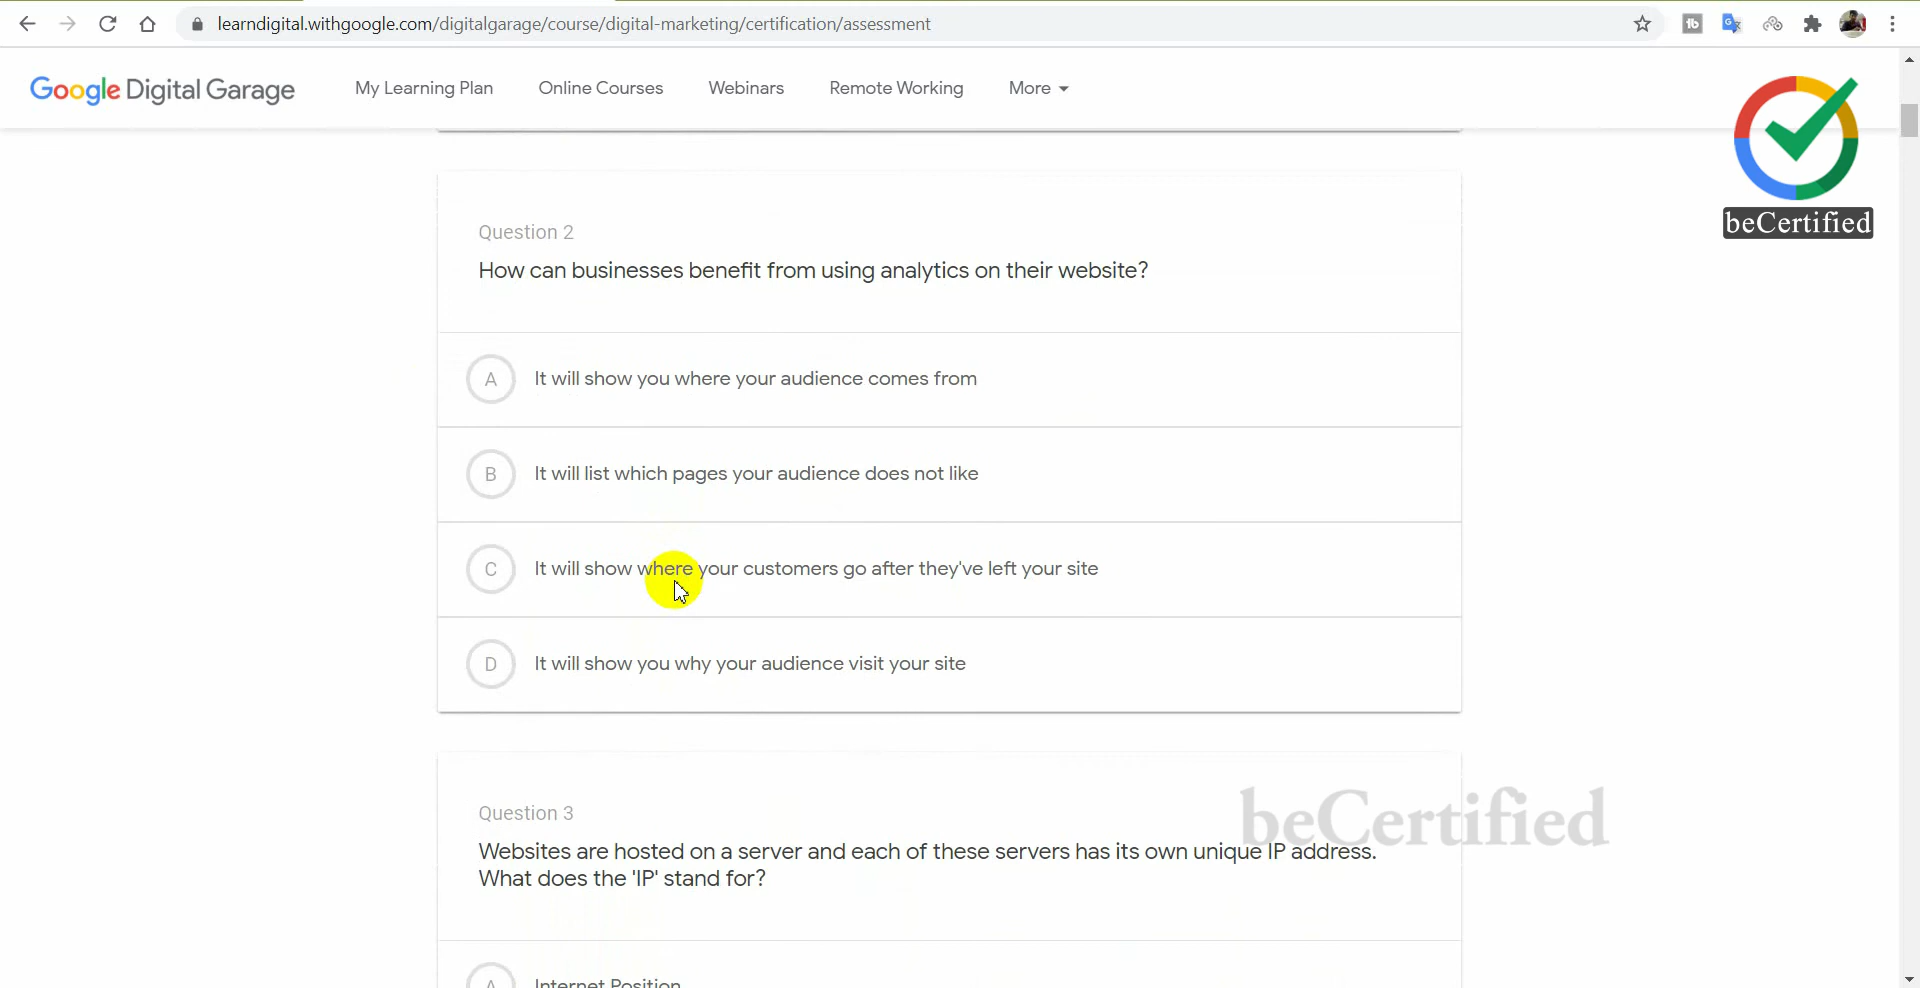 learndigital.withgoogle.com/digitalgarage/course/digital-marketing/certification/assessment
Google Digital Garage
My Learning Plan
Online Courses
Webinars
Remote Working
More
beCertified
Question 2
How can businesses benefit from using analytics on their website?
A It will show you where your audience comes from
B It will list which pages your audience does not like
C It will show where your customers go after they've left your site
D It will show you why your audience visit your site
Question 3
beCertified
Websites are hosted on a server and each of these servers has its own unique IP address.
What does the 'IP' stand for?
A Internet Position